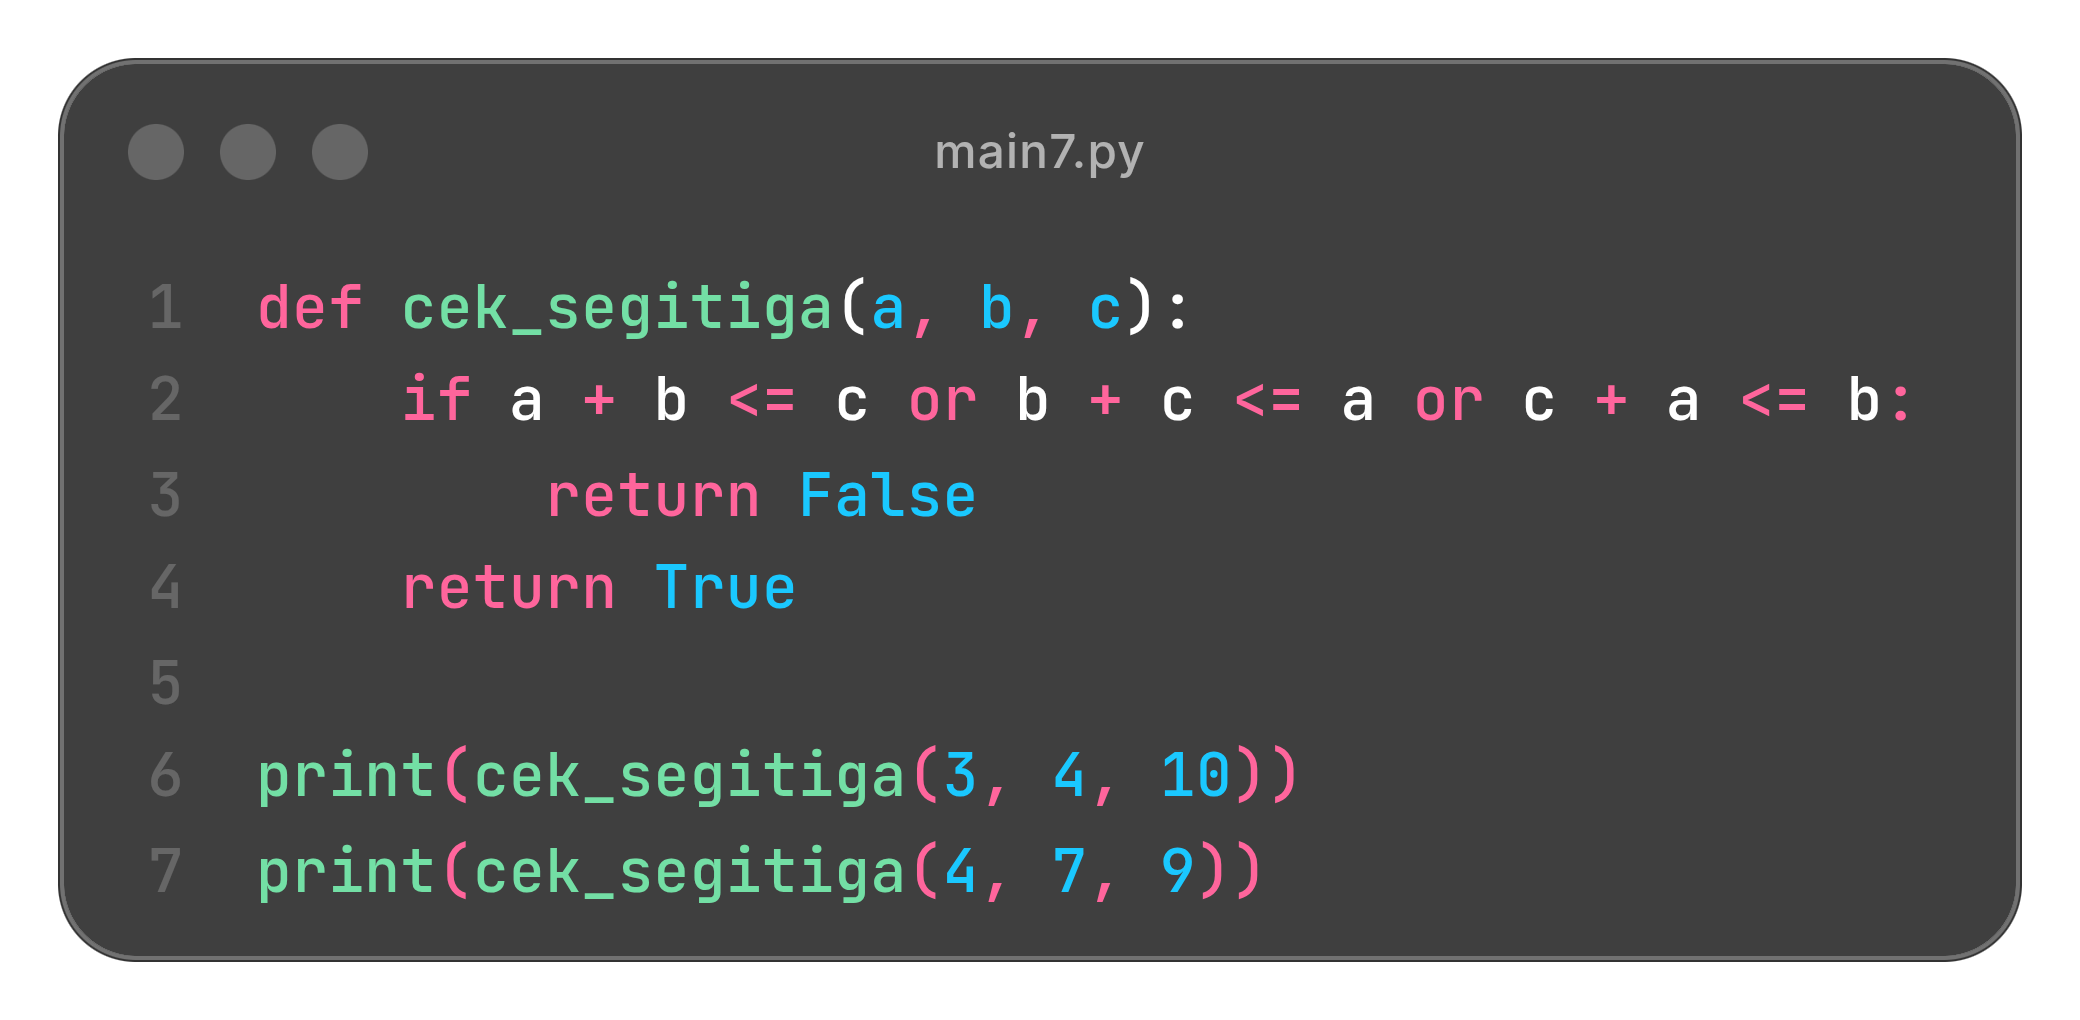 main7.py
1 def cek_segitiga(a, b, c):
2     if a + b <= c or b + c <= a or c + a <= b:
3         return False
4     return True
5
6 print(cek_segitiga(3, 4, 10))
7 print(cek_segitiga(4, 7, 9))